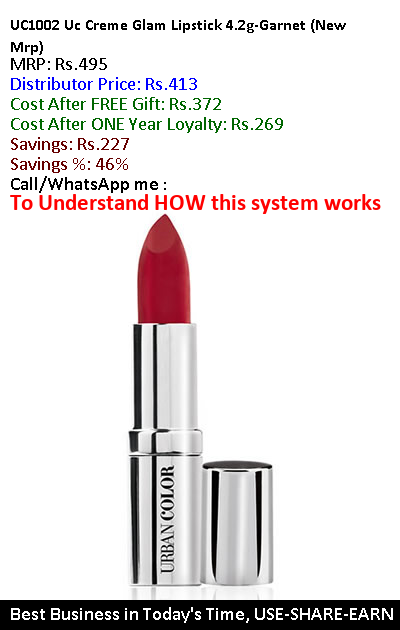 UC1002 Uc Creme Glam Lipstick 4.2g-Garnet (New
Mrp)
MRP: Rs.495
Distributor Price: Rs.413
Cost After FREE Gift: Rs.372
Cost After ONE Year Loyalty: Rs.269
Savings: Rs.227
Savings %: 46%
Call/WhatsApp me :
To Understand HOW this system works
URBAN COLOR
Best Business in Today's Time, USE-SHARE-EARN